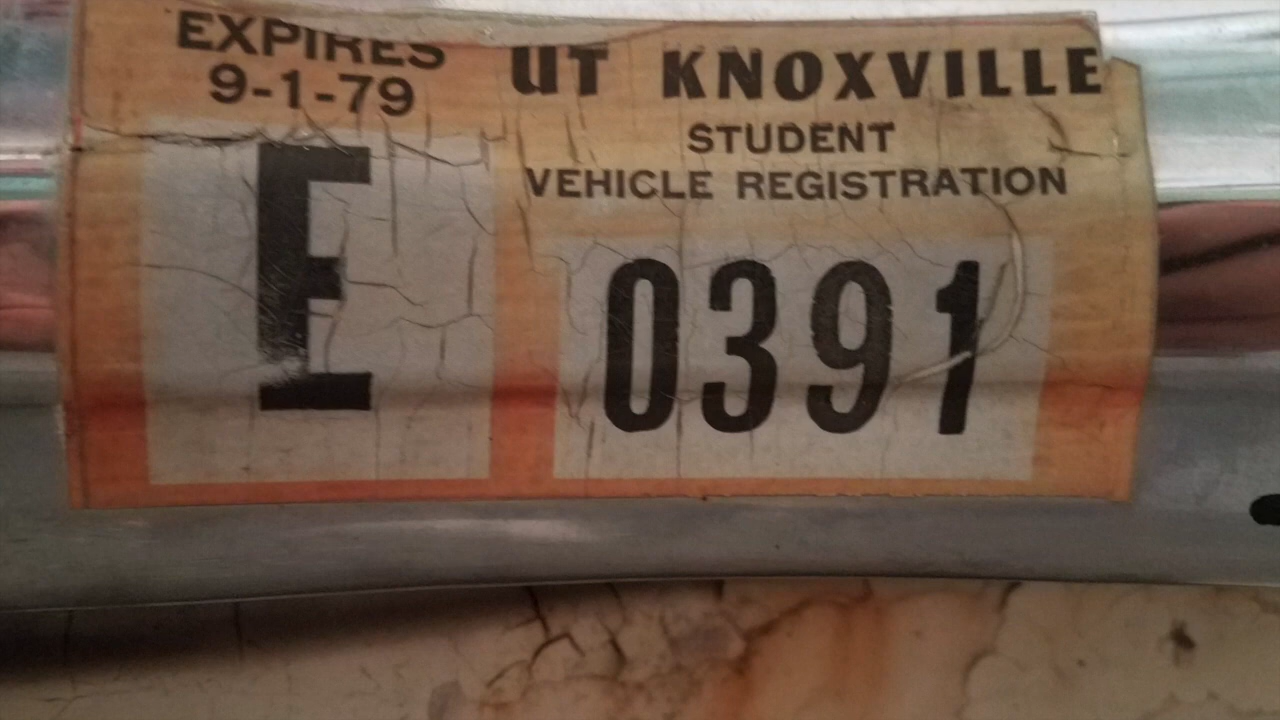 EXPIRES
9-1-79
UT KNOXVILLE
STUDENT
VEHICLE REGISTRATION
E
0391